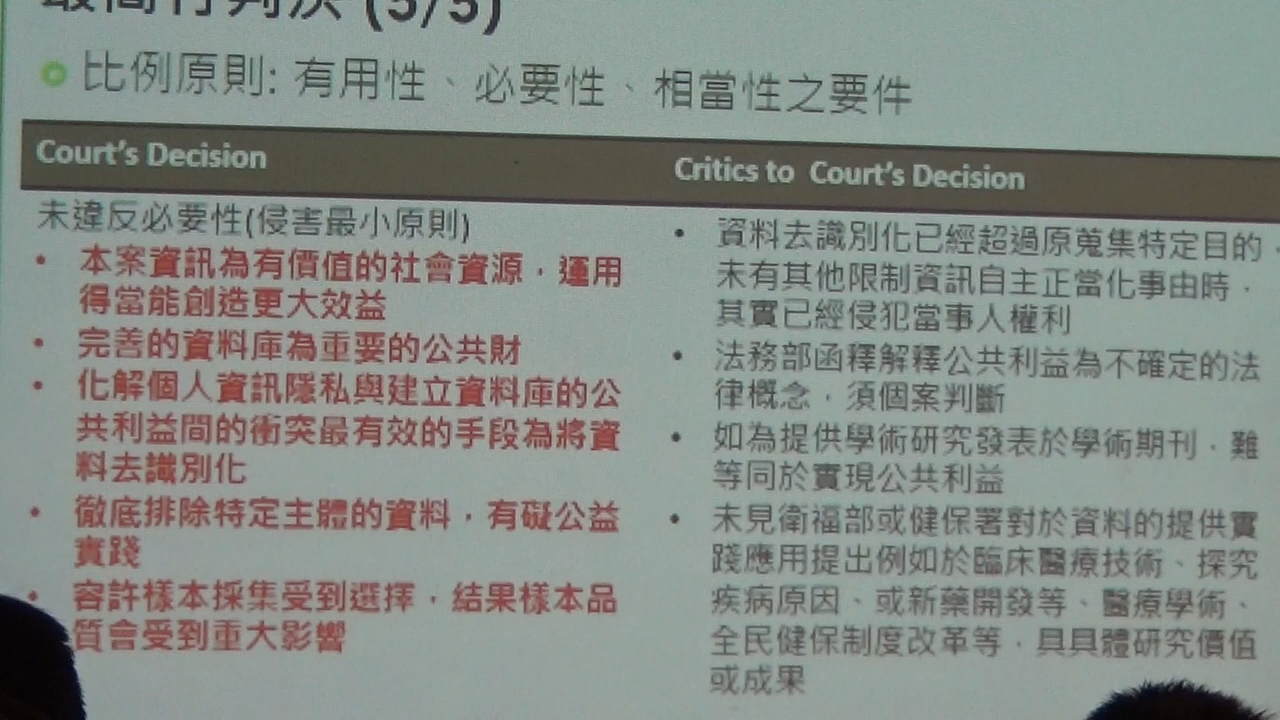 最高行判決 (5/5)
比例原則: 有用性、必要性、相當性之要件
Court's Decision
未違反必要性(侵害最小原則)
• 本案資訊為有價值的社會資源，運用
得當能創造更大效益
• 完善的資料庫為重要的公共財
• 化解個人資訊隱私與建立資料庫的公
共利益間的衝突最有效的手段為將資
料去識別化
• 徹底排除特定主體的資料，有礙公益
實踐
• 容許樣本採集受到選擇，結果樣本品
質會受到重大影響
Critics to Court's Decision
• 資料去識別化已經超過原蒐集特定目的，
未有其他限制資訊自主正當化事由時，
其實已經侵犯當事人權利
• 法務部函釋解釋公共利益為不確定的法
律概念，須個案判斷
• 如為提供學術研究發表於學術期刊，難
等同於實現公共利益
• 未見衛福部或健保署對於資料的提供實
踐應用提出例如於臨床醫療技術、探究
疾病原因、或新藥開發等、醫療學術、
全民健保制度改革等，具具體研究價值
或成果